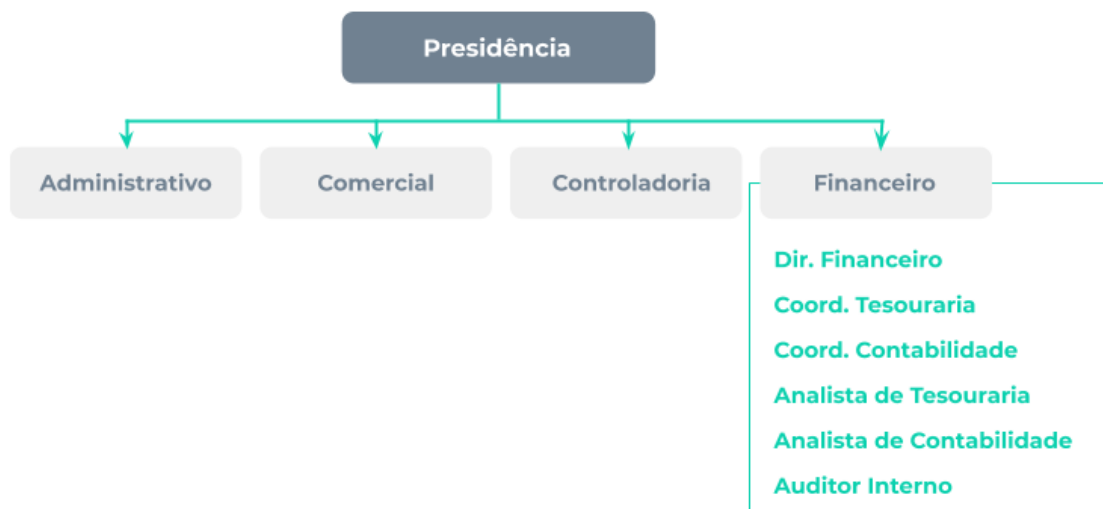 Presidência
Administrativo
Comercial
Controladoria
Financeiro
Dir. Financeiro
Coord. Tesouraria
Coord. Contabilidade
Analista de Tesouraria
Analista de Contabilidade
Auditor Interno